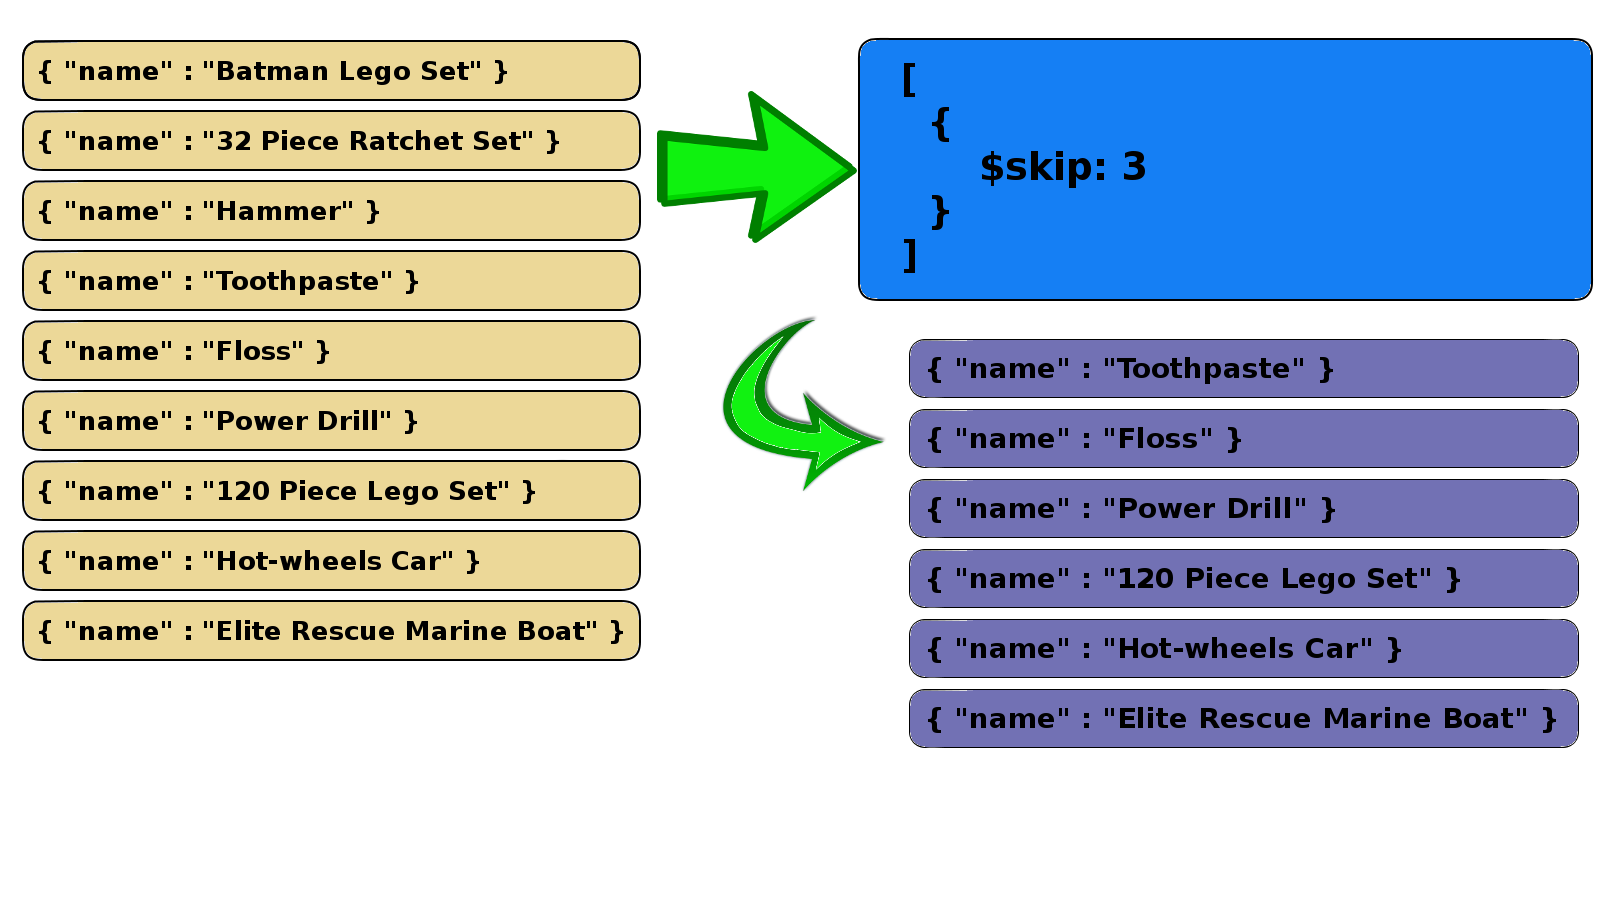 { "name" : "Batman Lego Set" }
{ "name" : "32 Piece Ratchet Set" }
{ "name" : "Hammer" }
{ "name" : "Toothpaste" }
{ "name" : "Floss" }
{ "name" : "Power Drill" }
{ "name" : "120 Piece Lego Set" }
{ "name" : "Hot-wheels Car" }
{ "name" : "Elite Rescue Marine Boat" }
[
{
$skip: 3
}
]
{ "name" : "Toothpaste" }
{ "name" : "Floss" }
{ "name" : "Power Drill" }
{ "name" : "120 Piece Lego Set" }
{ "name" : "Hot-wheels Car" }
{ "name" : "Elite Rescue Marine Boat" }